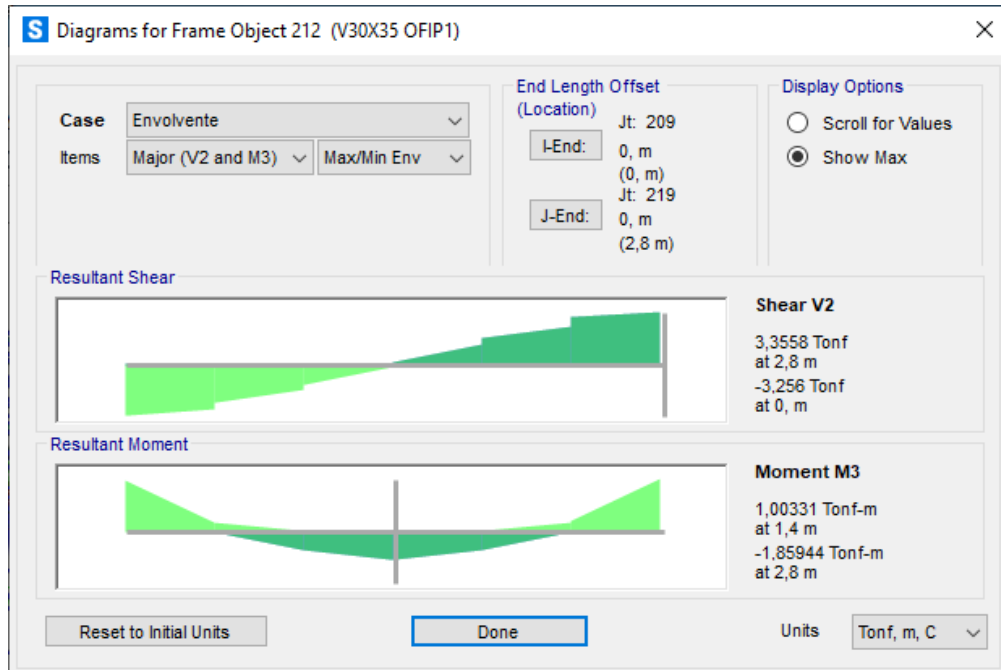 S Diagrams for Frame Object 212 (V30X35 OFIP1)
Case Envolvente
Items Major (V2 and M3) Max/Min Env
End Length Offset
(Location)
Jt: 209
I-End: 0, m
(0, m)
Jt: 219
J-End: 0, m
(2,8 m)
Display Options
Scroll for Values
Show Max
Resultant Shear
Shear V2
3,3558 Tonf
at 2,8 m
-3,256 Tonf
at 0, m
Resultant Moment
Moment M3
1,00331 Tonf-m
at 1,4 m
-1,85944 Tonf-m
at 2,8 m
Reset to Initial Units Done Units Tonf, m, C